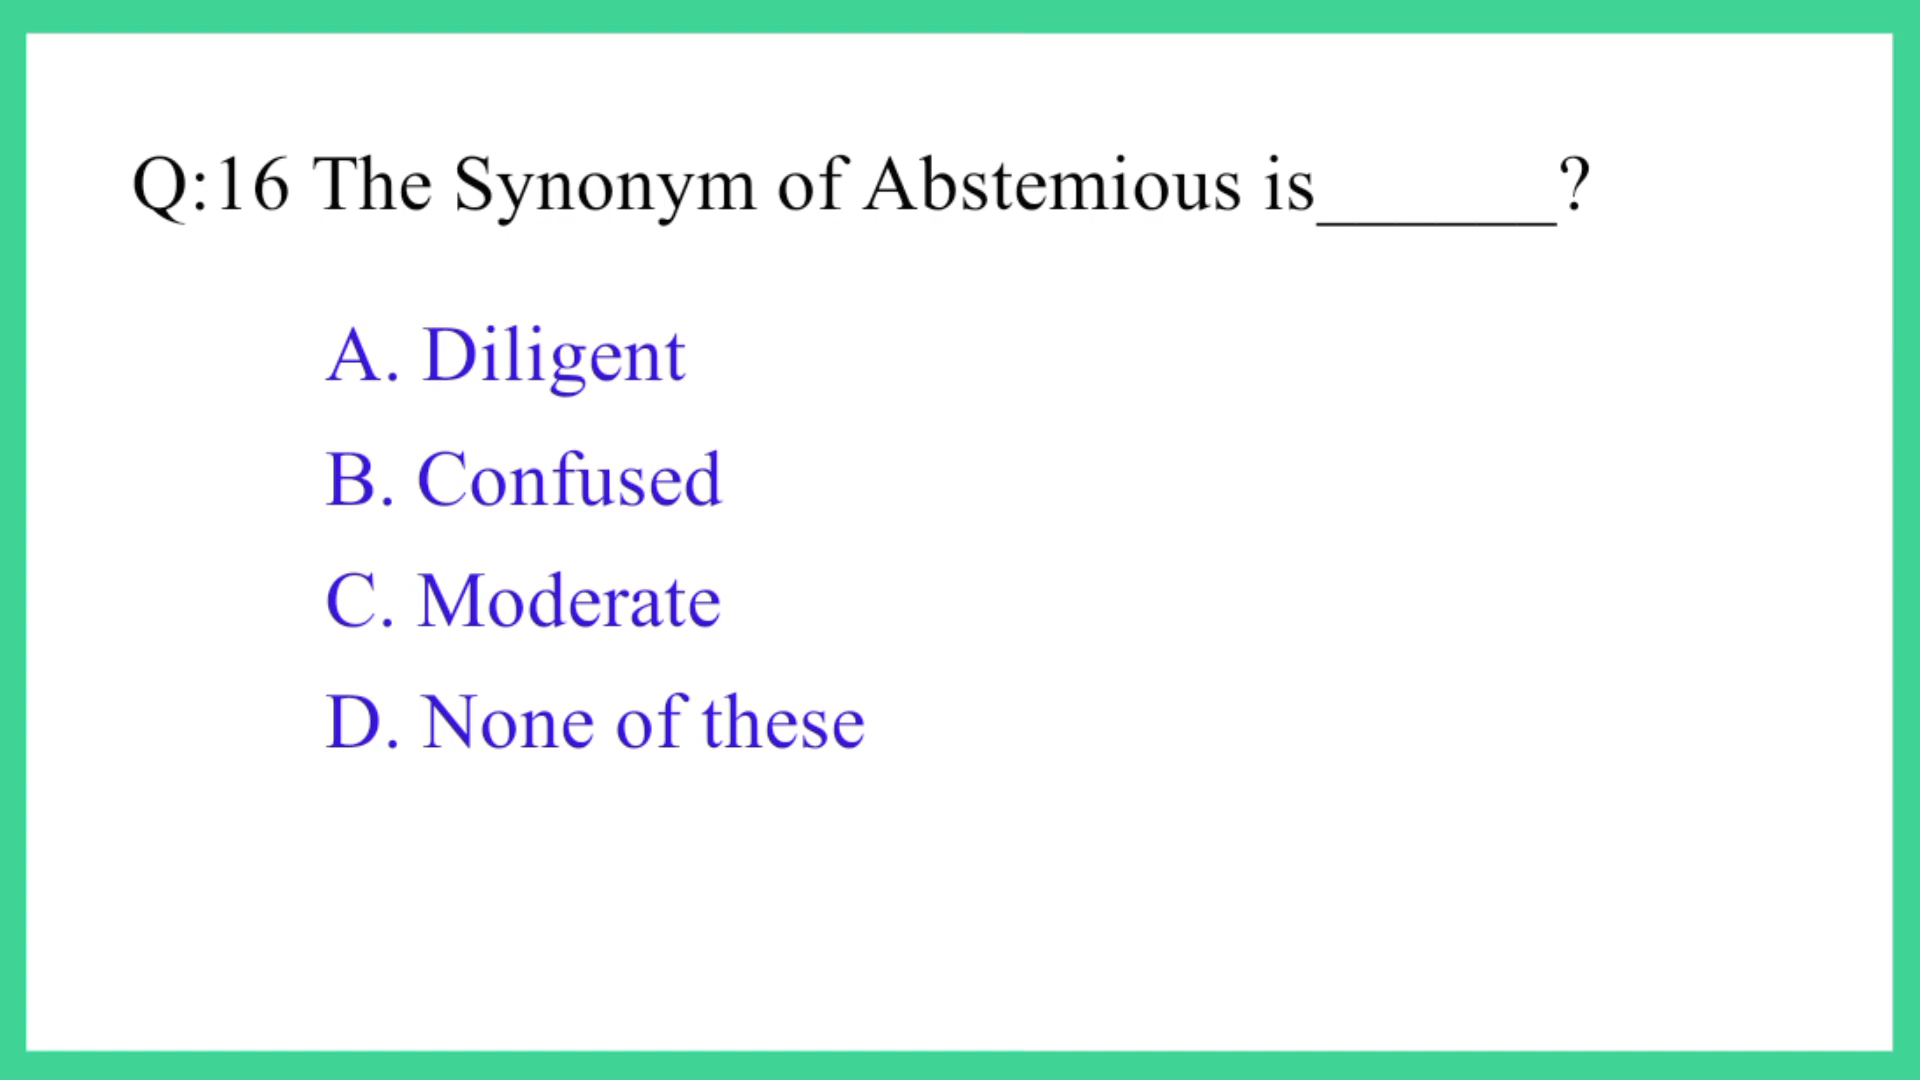 Q:16 The Synonym of Abstemious is______?
A. Diligent
B. Confused
C. Moderate
D. None of these